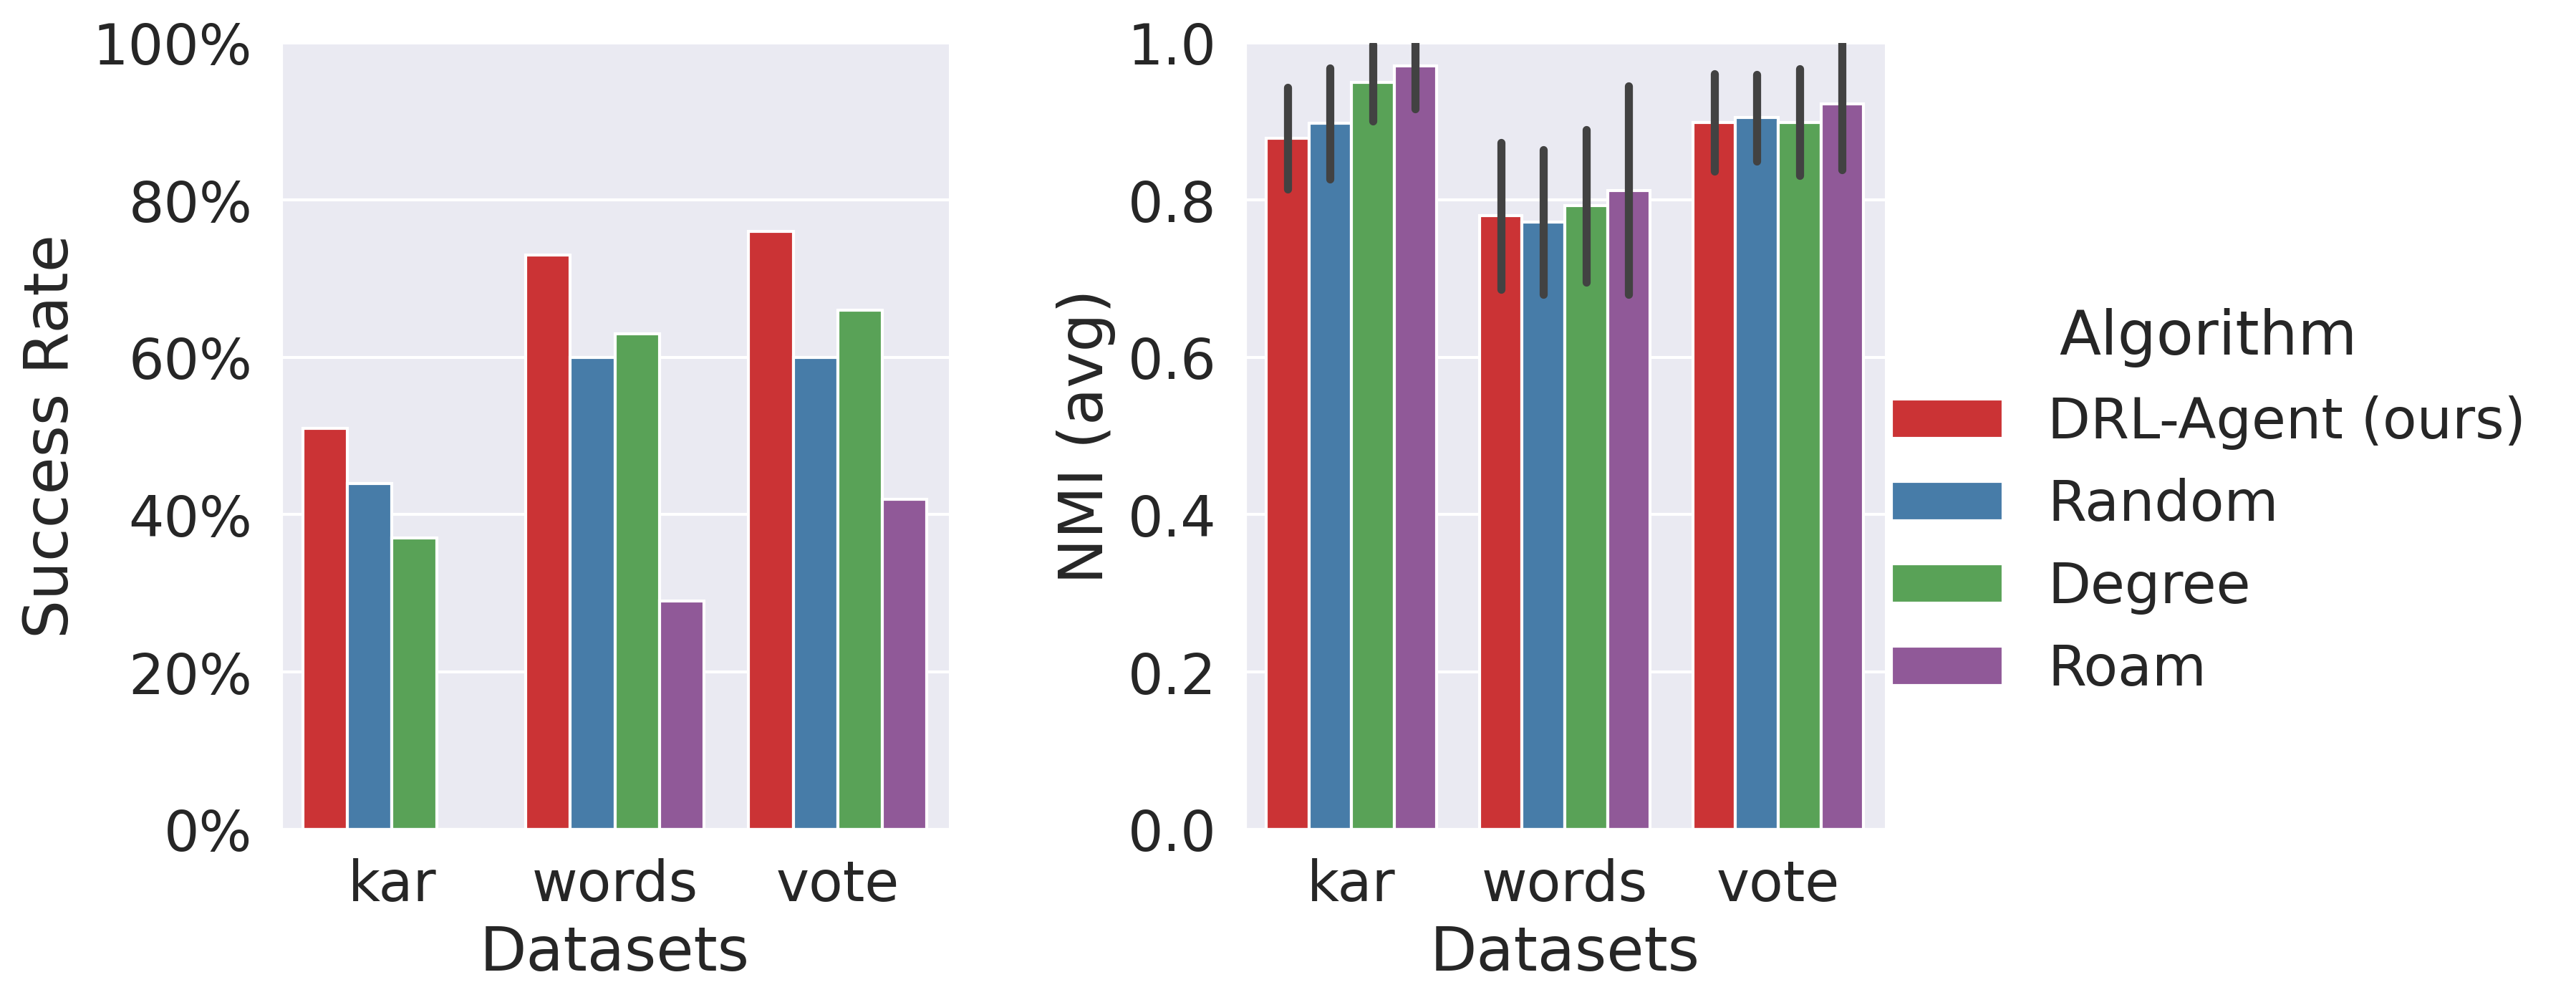 Success Rate
100%
80%
60%
40%
20%
0%
kar words vote
Datasets
NMI (avg)
1.0
0.8
0.6
0.4
0.2
0.0
kar words vote
Datasets
Algorithm
DRL-Agent (ours)
Random
Degree
Roam